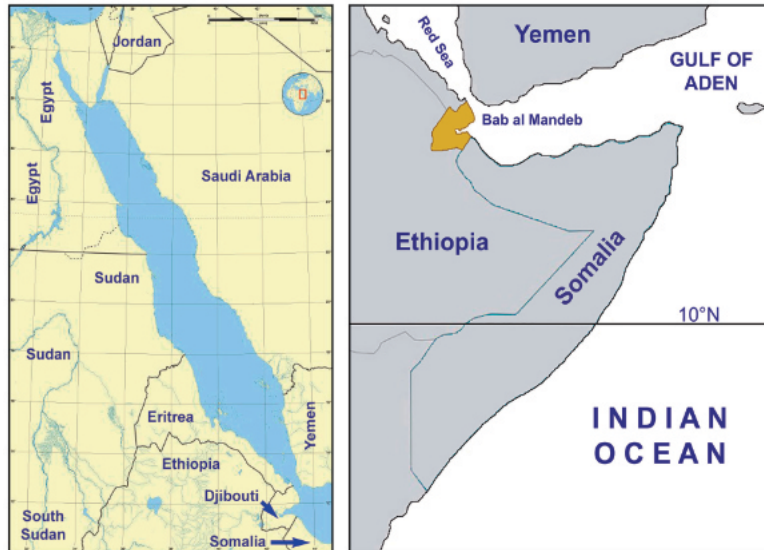 Jordan
Egypt
Egypt
Saudi Arabia
Sudan
Sudan
Eritrea
Yemen
Ethiopia
Djibouti
South
Sudan
Somalia
Red Sea
Yemen
GULF OF
ADEN
Bab al Mandeb
Ethiopia
Somalia
10°N
INDIAN
OCEAN